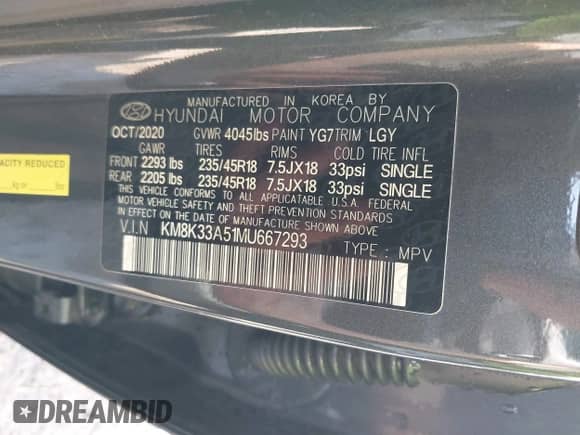 MANUFACTURED IN KOREA BY
HYUNDAI MOTOR COMPANY
OCT/2020 GVWR 4045lbs PAINT YG7 TRIM LGY
GAWR TIRES RIMS COLD TIRE INFL
FRONT 2293 lbs 235/45R18 7.5JX18 33psi SINGLE
REAR 2205 lbs 235/45R18 7.5JX18 33psi SINGLE
THIS VEHICLE CONFORMS TO ALL APPLICABLE U.S.A. FEDERAL
MOTOR VEHICLE SAFETY AND THEFT PREVENTION STANDARDS
IN EFFECT ON THE DATE OF MANUFACTURE SHOWN ABOVE
V.I.N KM8K33A51MU667293
TYPE : MPV
ACITY REDUCED
kg or lbs
DREAMBID